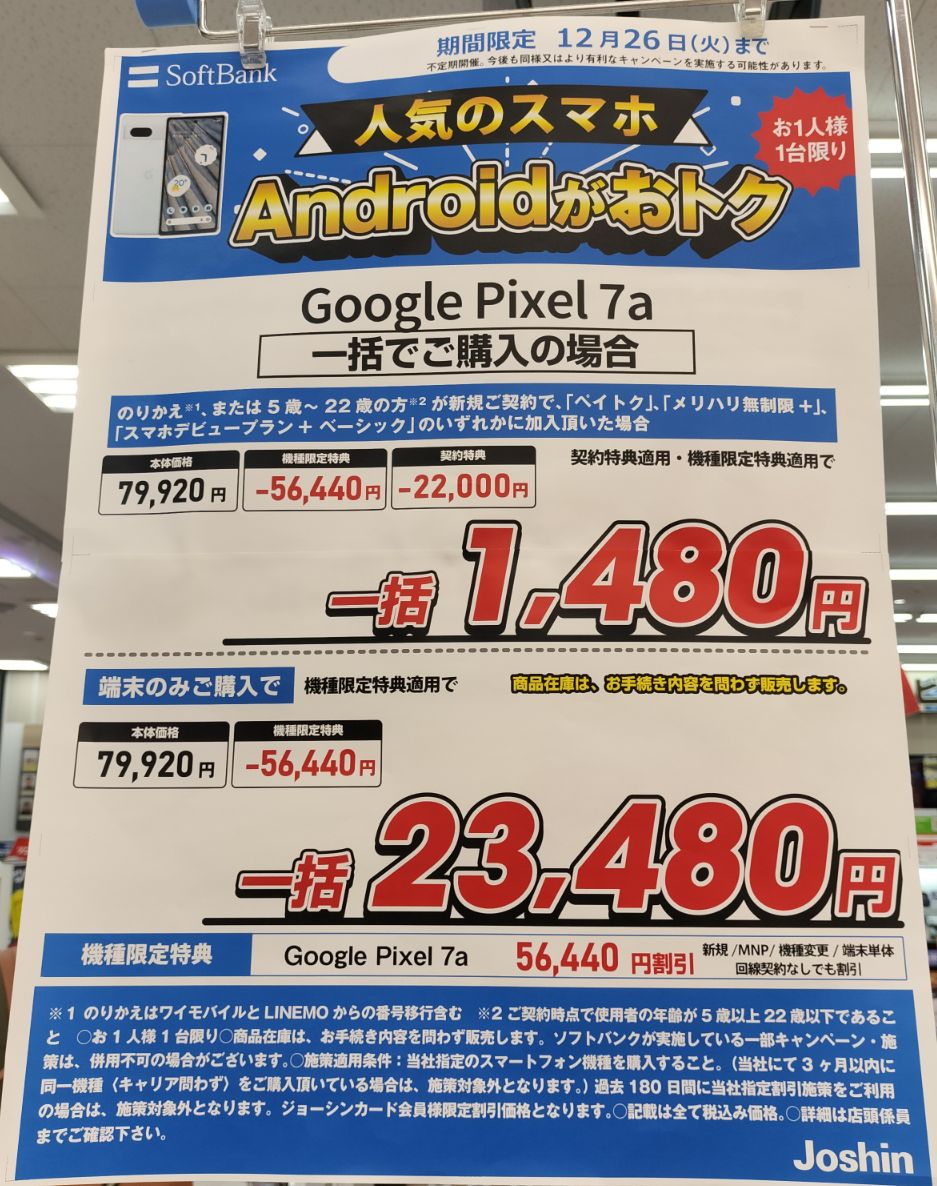 期間限定 12月26日(火)まで
不定期開催。今後も同様又はより有利なキャンペーンを実施する可能性があります。
SoftBank
人気のスマホ
お1人様
1台限り
Androidがおトク
Google Pixel 7a
一括でご購入の場合
のりかえ※1、または5歳〜22歳の方※2が新規ご契約で、「ペイトク」、「メリハリ無制限+」、
「スマホデビュープラン+ ベーシック」のいずれかに加入頂いた場合
本体価格 機種限定特典 契約特典 契約特典適用・機種限定特典適用で
79,920円 -56,440円 -22,000円
一括 1,480円
端末のみご購入で 機種限定特典適用で 商品在庫は、お手続き内容を問わず販売します。
本体価格 機種限定特典
79,920円 -56,440円
一括 23,480円
機種限定特典 Google Pixel 7a 56,440 円割引 新規/MNP/機種変更/端末単体
回線契約なしでも割引
※1 のりかえはワイモバイルとLINEMOからの番号移行含む ※2ご契約時点で使用者の年齢が5歳以上22歳以下であるこ
と ○お1人様1台限り○商品在庫は、お手続き内容を問わず販売します。ソフトバンクが実施している一部キャンペーン・施
策は、併用不可の場合がございます。○施策適用条件:当社指定のスマートフォン機種を購入すること。(当社にて3ヶ月以内に
同一機種〈キャリア問わず〉をご購入頂いている場合は、施策対象外となります。)過去180日間に当社指定割引施策をご利用
の場合は、施策対象外となります。ジョーシンカード会員様限定割引価格となります。○記載は全て税込み価格。○詳細は店頭係員
までご確認下さい。
Joshin